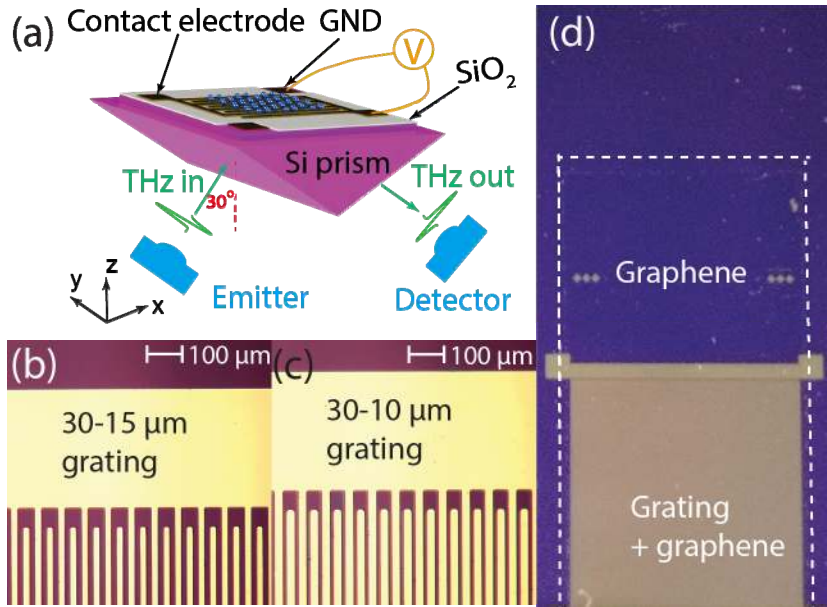 (a)
Contact electrode
GND
V
SiO₂
Si prism
THz in
30°
THz out
z
y
x
Emitter
Detector
(b)
100 µm
30-15 µm
grating
(c)
100 µm
30-10 µm
grating
(d)
Graphene
Grating
+ graphene